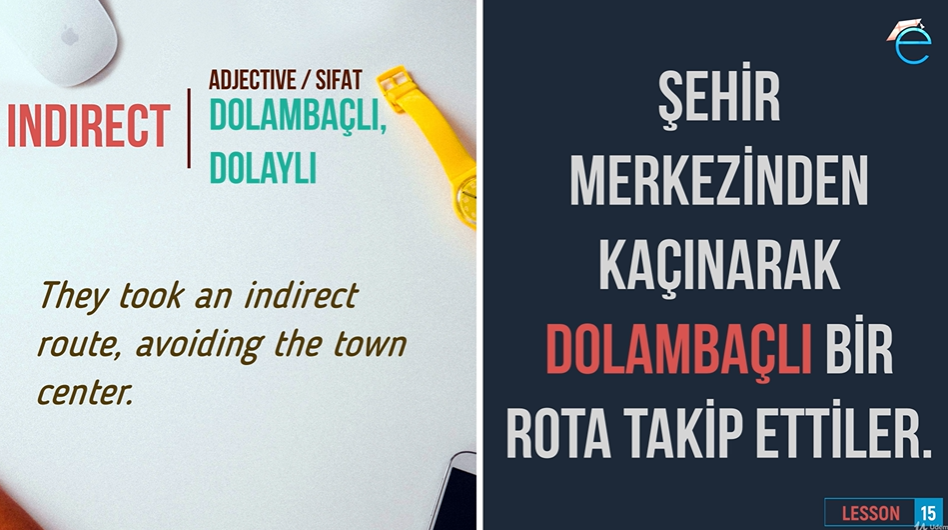 INDIRECT
ADJECTIVE / SIFAT
DOLAMBAÇLI,
DOLAYLI
They took an indirect
route, avoiding the town
center.
ŞEHİR
MERKEZİNDEN
KAÇINARAK
DOLAMBAÇLI BİR
ROTA TAKİP ETTİLER.
e
LESSON 15